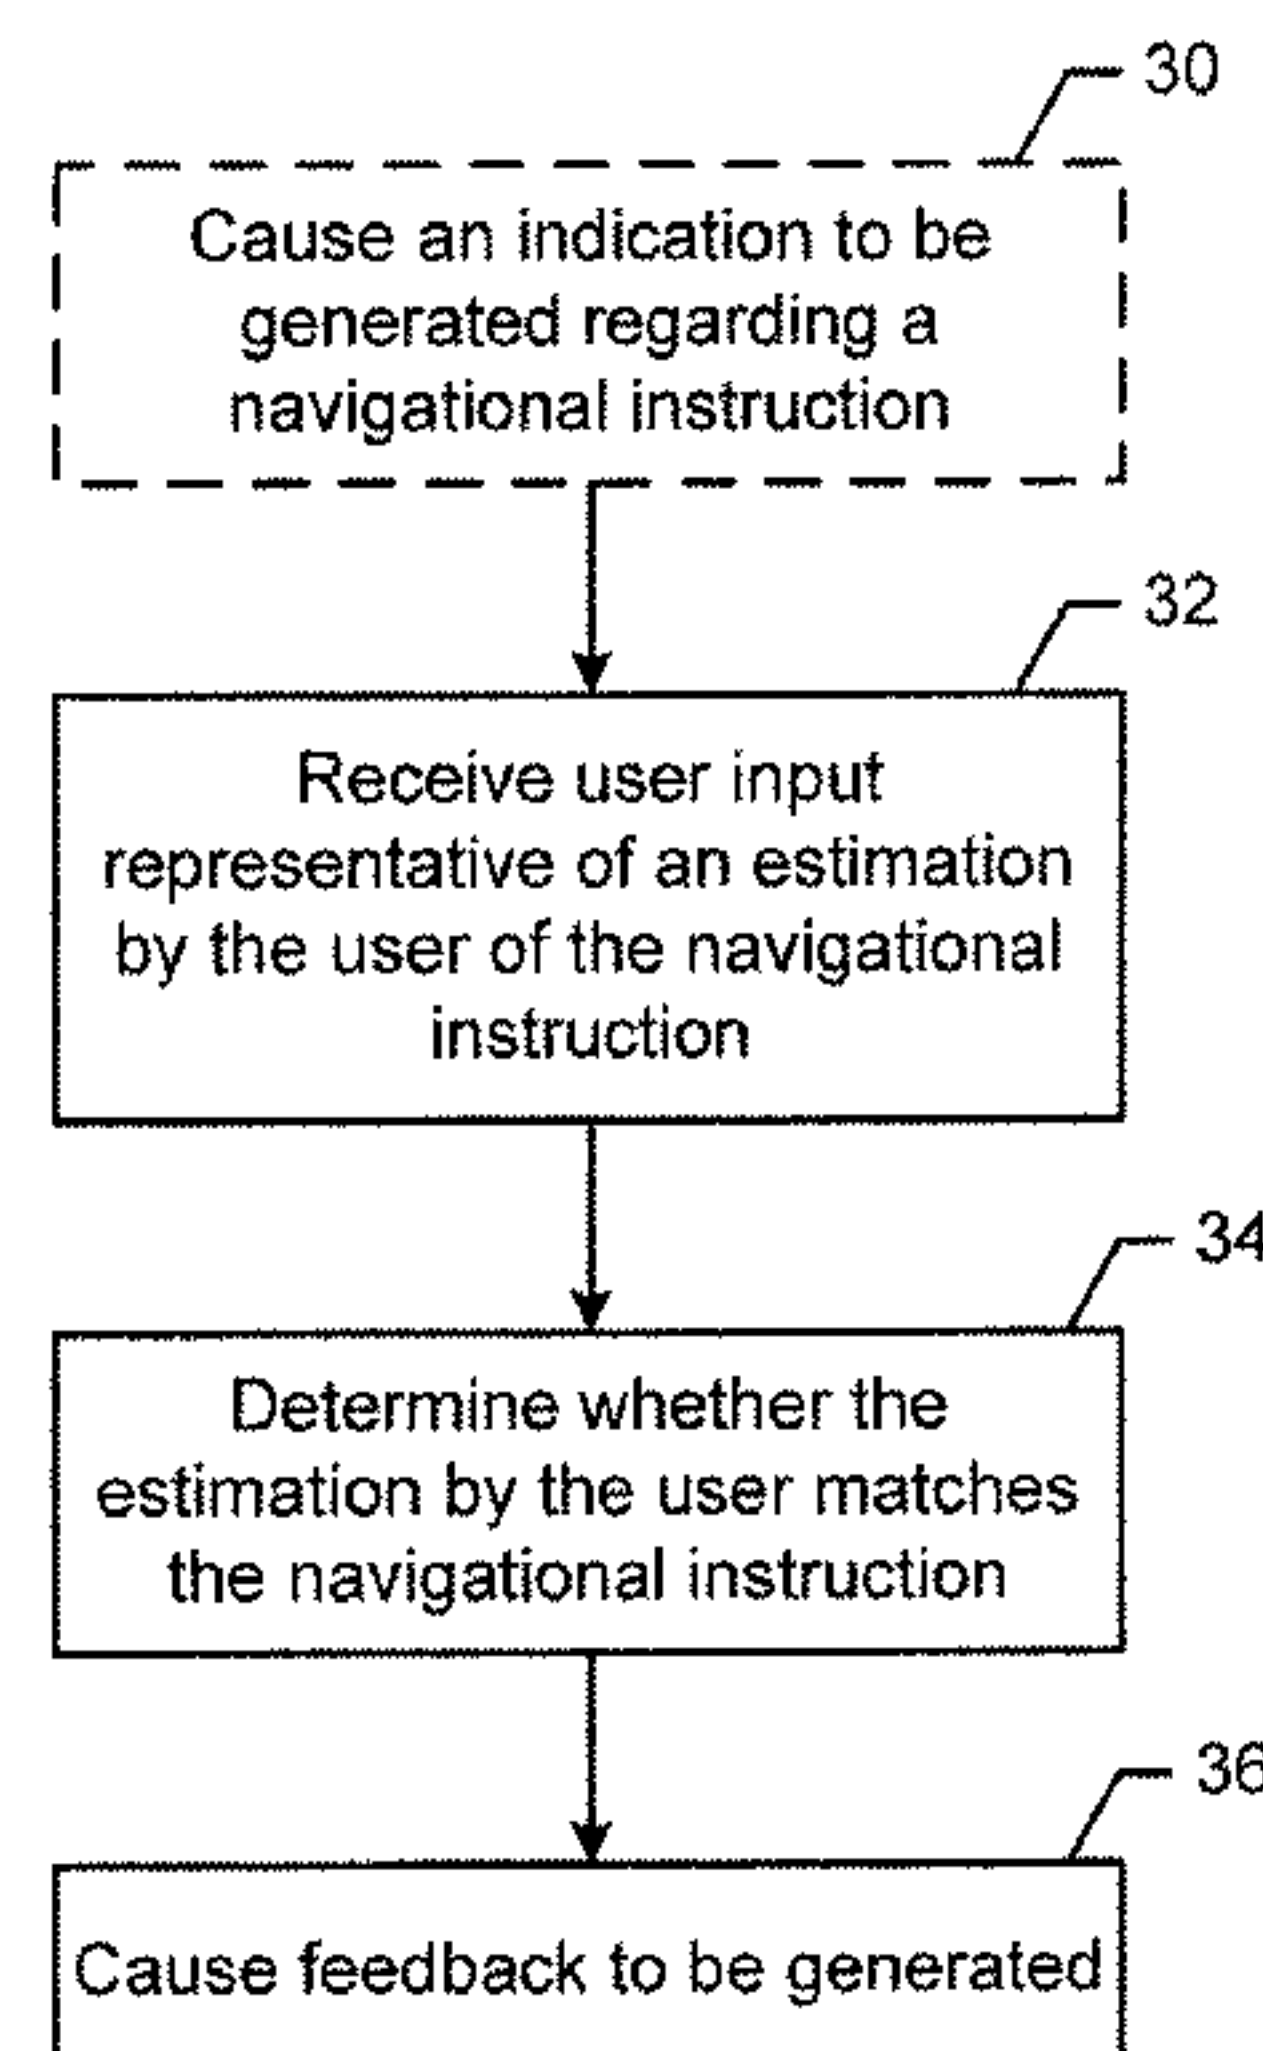 30
Cause an indication to be
generated regarding a
navigational instruction
32
Receive user input
representative of an estimation
by the user of the navigational
instruction
34
Determine whether the
estimation by the user matches
the navigational instruction
36
Cause feedback to be generated